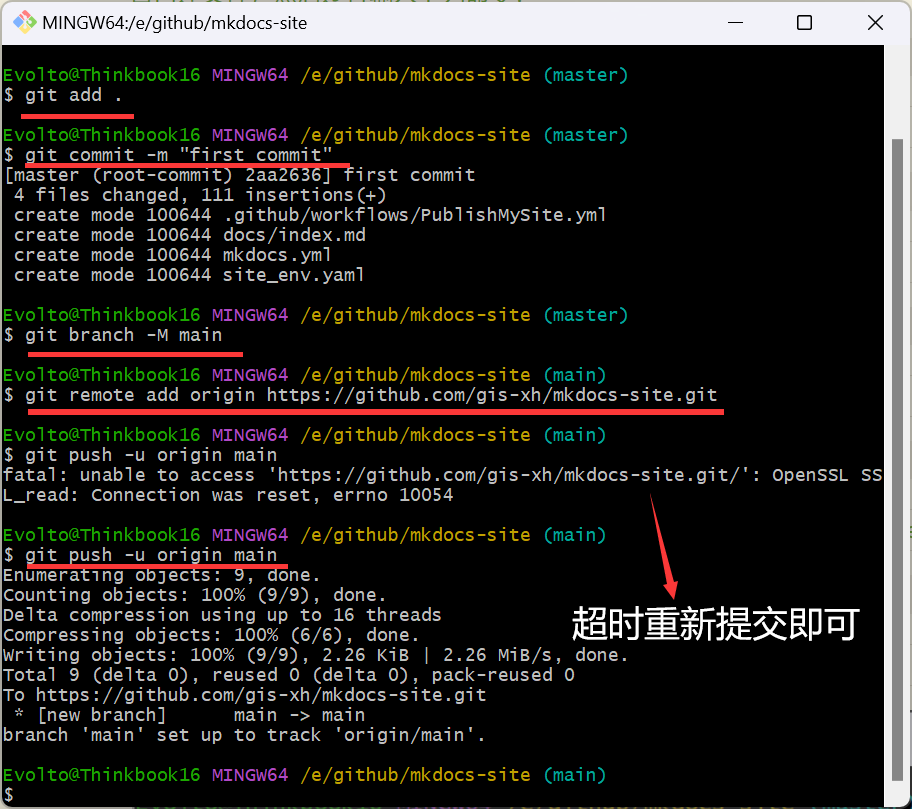 MINGW64:/e/github/mkdocs-site
Evolto@Thinkbook16 MINGW64 /e/github/mkdocs-site (master)
$ git add .
Evolto@Thinkbook16 MINGW64 /e/github/mkdocs-site (master)
$ git commit -m "first commit"
[master (root-commit) 2aa2636] first commit
 4 files changed, 111 insertions(+)
 create mode 100644 .github/workflows/PublishMySite.yml
 create mode 100644 docs/index.md
 create mode 100644 mkdocs.yml
 create mode 100644 site_env.yaml
Evolto@Thinkbook16 MINGW64 /e/github/mkdocs-site (master)
$ git branch -M main
Evolto@Thinkbook16 MINGW64 /e/github/mkdocs-site (main)
$ git remote add origin https://github.com/gis-xh/mkdocs-site.git
Evolto@Thinkbook16 MINGW64 /e/github/mkdocs-site (main)
$ git push -u origin main
fatal: unable to access 'https://github.com/gis-xh/mkdocs-site.git/': OpenSSL SS
L_read: Connection was reset, errno 10054
Evolto@Thinkbook16 MINGW64 /e/github/mkdocs-site (main)
$ git push -u origin main
Enumerating objects: 9, done.
Counting objects: 100% (9/9), done.
Delta compression using up to 16 threads
超时重新提交即可
Compressing objects: 100% (6/6), done.
Writing objects: 100% (9/9), 2.26 KiB | 2.26 MiB/s, done.
Total 9 (delta 0), reused 0 (delta 0), pack-reused 0
To https://github.com/gis-xh/mkdocs-site.git
 * [new branch]      main -> main
branch 'main' set up to track 'origin/main'.
Evolto@Thinkbook16 MINGW64 /e/github/mkdocs-site (main)
$